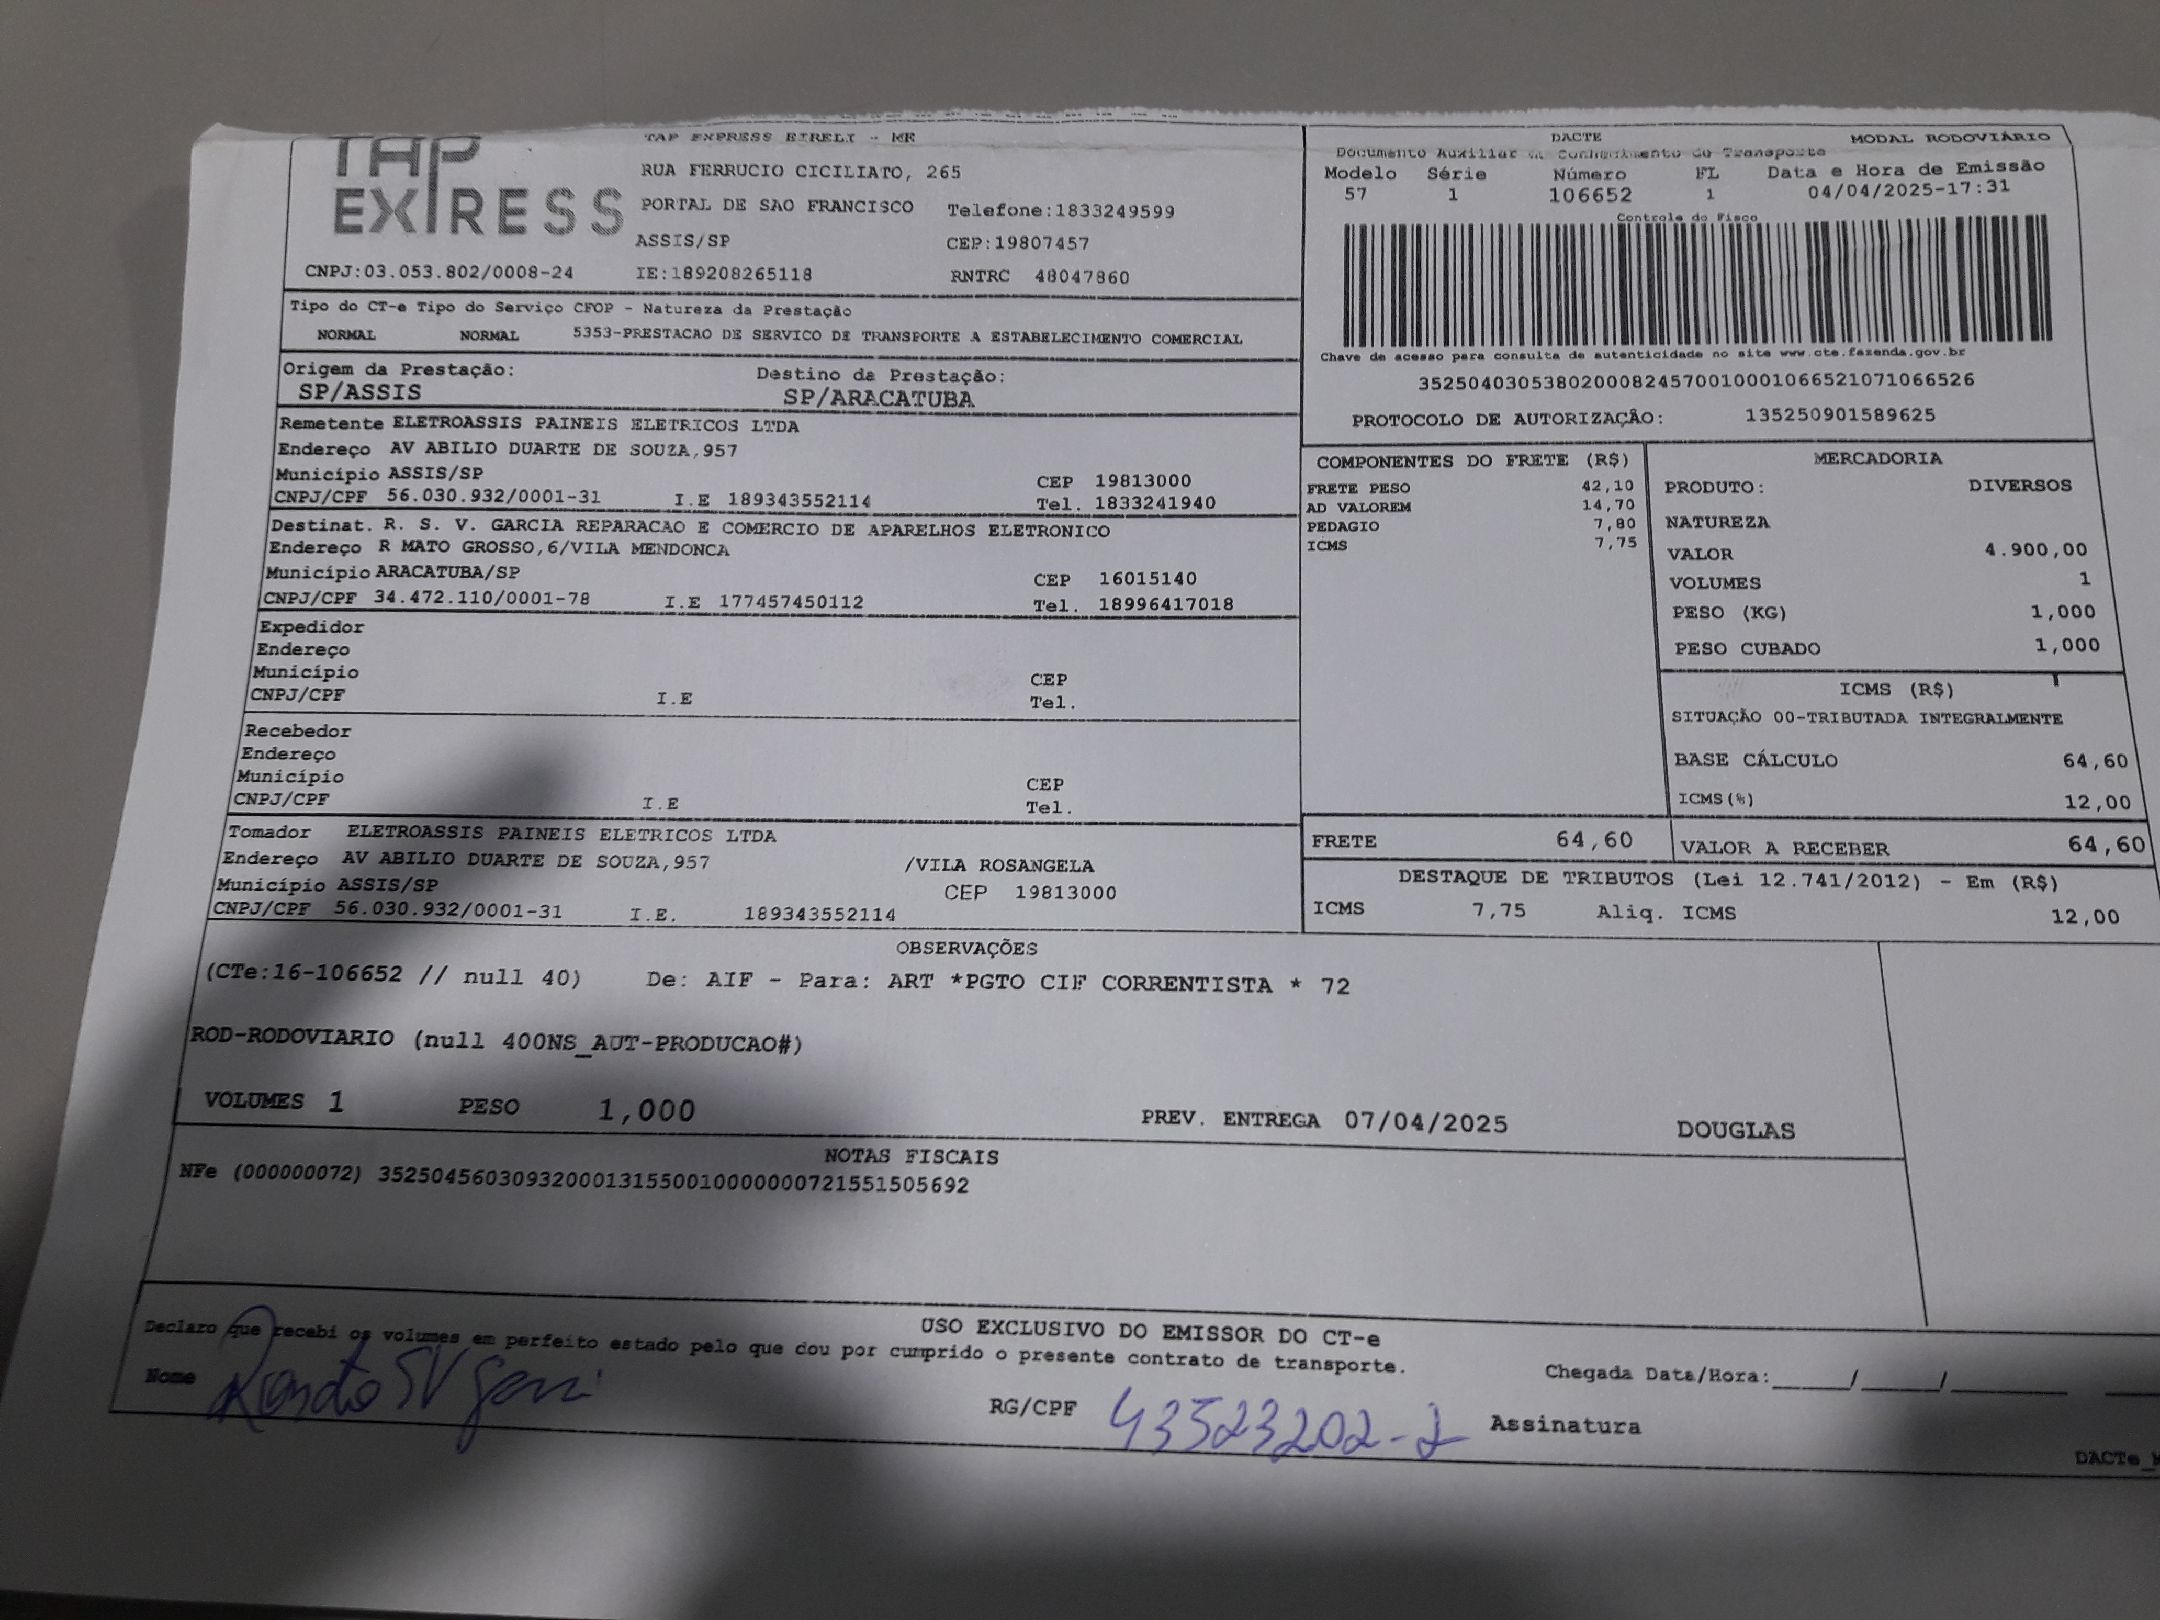 TAP EXPRESS
TAP EXPRESS EIRELI - ME
RUA FERRUCIO CICILIATO, 265
PORTAL DE SAO FRANCISCO Telefone:1833249599
ASSIS/SP CEP:19807457
CNPJ:03.053.802/0008-24 IE:189208265118 RNTRC 48047860
DACTE MODAL RODOVIÁRIO
Documento Auxiliar de Conhecimento de Transporte
Modelo Série Número FL Data e Hora de Emissão
57 1 106652 1 04/04/2025-17:31
Controle do Fisco
Chave de acesso para consulta de autenticidade no site www.cte.fazenda.gov.br
35250403053802000824570010001066521071066526
PROTOCOLO DE AUTORIZAÇÃO: 135250901589625
Tipo do CT-e Tipo do Serviço CFOP - Natureza da Prestação
NORMAL NORMAL 5353-PRESTACAO DE SERVICO DE TRANSPORTE A ESTABELECIMENTO COMERCIAL
Origem da Prestação: Destino da Prestação:
SP/ASSIS SP/ARACATUBA
Remetente ELETROASSIS PAINEIS ELETRICOS LTDA
Endereço AV ABILIO DUARTE DE SOUZA,957
Município ASSIS/SP CEP 19813000
CNPJ/CPF 56.030.932/0001-31 I.E 189343552114 Tel. 1833241940
Destinat. R. S. V. GARCIA REPARACAO E COMERCIO DE APARELHOS ELETRONICO
Endereço R MATO GROSSO,6/VILA MENDONCA
Município ARACATUBA/SP CEP 16015140
CNPJ/CPF 34.472.110/0001-78 I.E 177457450112 Tel. 18996417018
Expedidor
Endereço
Município CEP
CNPJ/CPF I.E Tel.
Recebedor
Endereço
Município CEP
CNPJ/CPF I.E Tel.
Tomador ELETROASSIS PAINEIS ELETRICOS LTDA
Endereço AV ABILIO DUARTE DE SOUZA,957 /VILA ROSANGELA
Município ASSIS/SP CEP 19813000
CNPJ/CPF 56.030.932/0001-31 I.E. 189343552114
COMPONENTES DO FRETE (R$)
FRETE PESO 42,10
AD VALOREM 14,70
PEDAGIO 7,80
ICMS 7,75
MERCADORIA
PRODUTO: DIVERSOS
NATUREZA
VALOR 4.900,00
VOLUMES 1
PESO (KG) 1,000
PESO CUBADO 1,000
ICMS (R$)
SITUAÇÃO 00-TRIBUTADA INTEGRALMENTE
BASE CÁLCULO 64,60
ICMS(%) 12,00
FRETE 64,60 VALOR A RECEBER 64,60
DESTAQUE DE TRIBUTOS (Lei 12.741/2012) - Em (R$)
ICMS 7,75 Aliq. ICMS 12,00
OBSERVAÇÕES
(CTe:16-106652 // null 40) De: AIF - Para: ART *PGTO CIF CORRENTISTA * 72
ROD-RODOVIARIO (null 400NS_AUT-PRODUCAO#)
VOLUMES 1 PESO 1,000 PREV. ENTREGA 07/04/2025 DOUGLAS
NOTAS FISCAIS
NFe (000000072) 35250456030932000131550010000000721551505692
USO EXCLUSIVO DO EMISSOR DO CT-e
Declaro que recebi os volumes em perfeito estado pelo que dou por cumprido o presente contrato de transporte.
Nome Chegada Data/Hora:____/____/______
RG/CPF 43523202-2 Assinatura